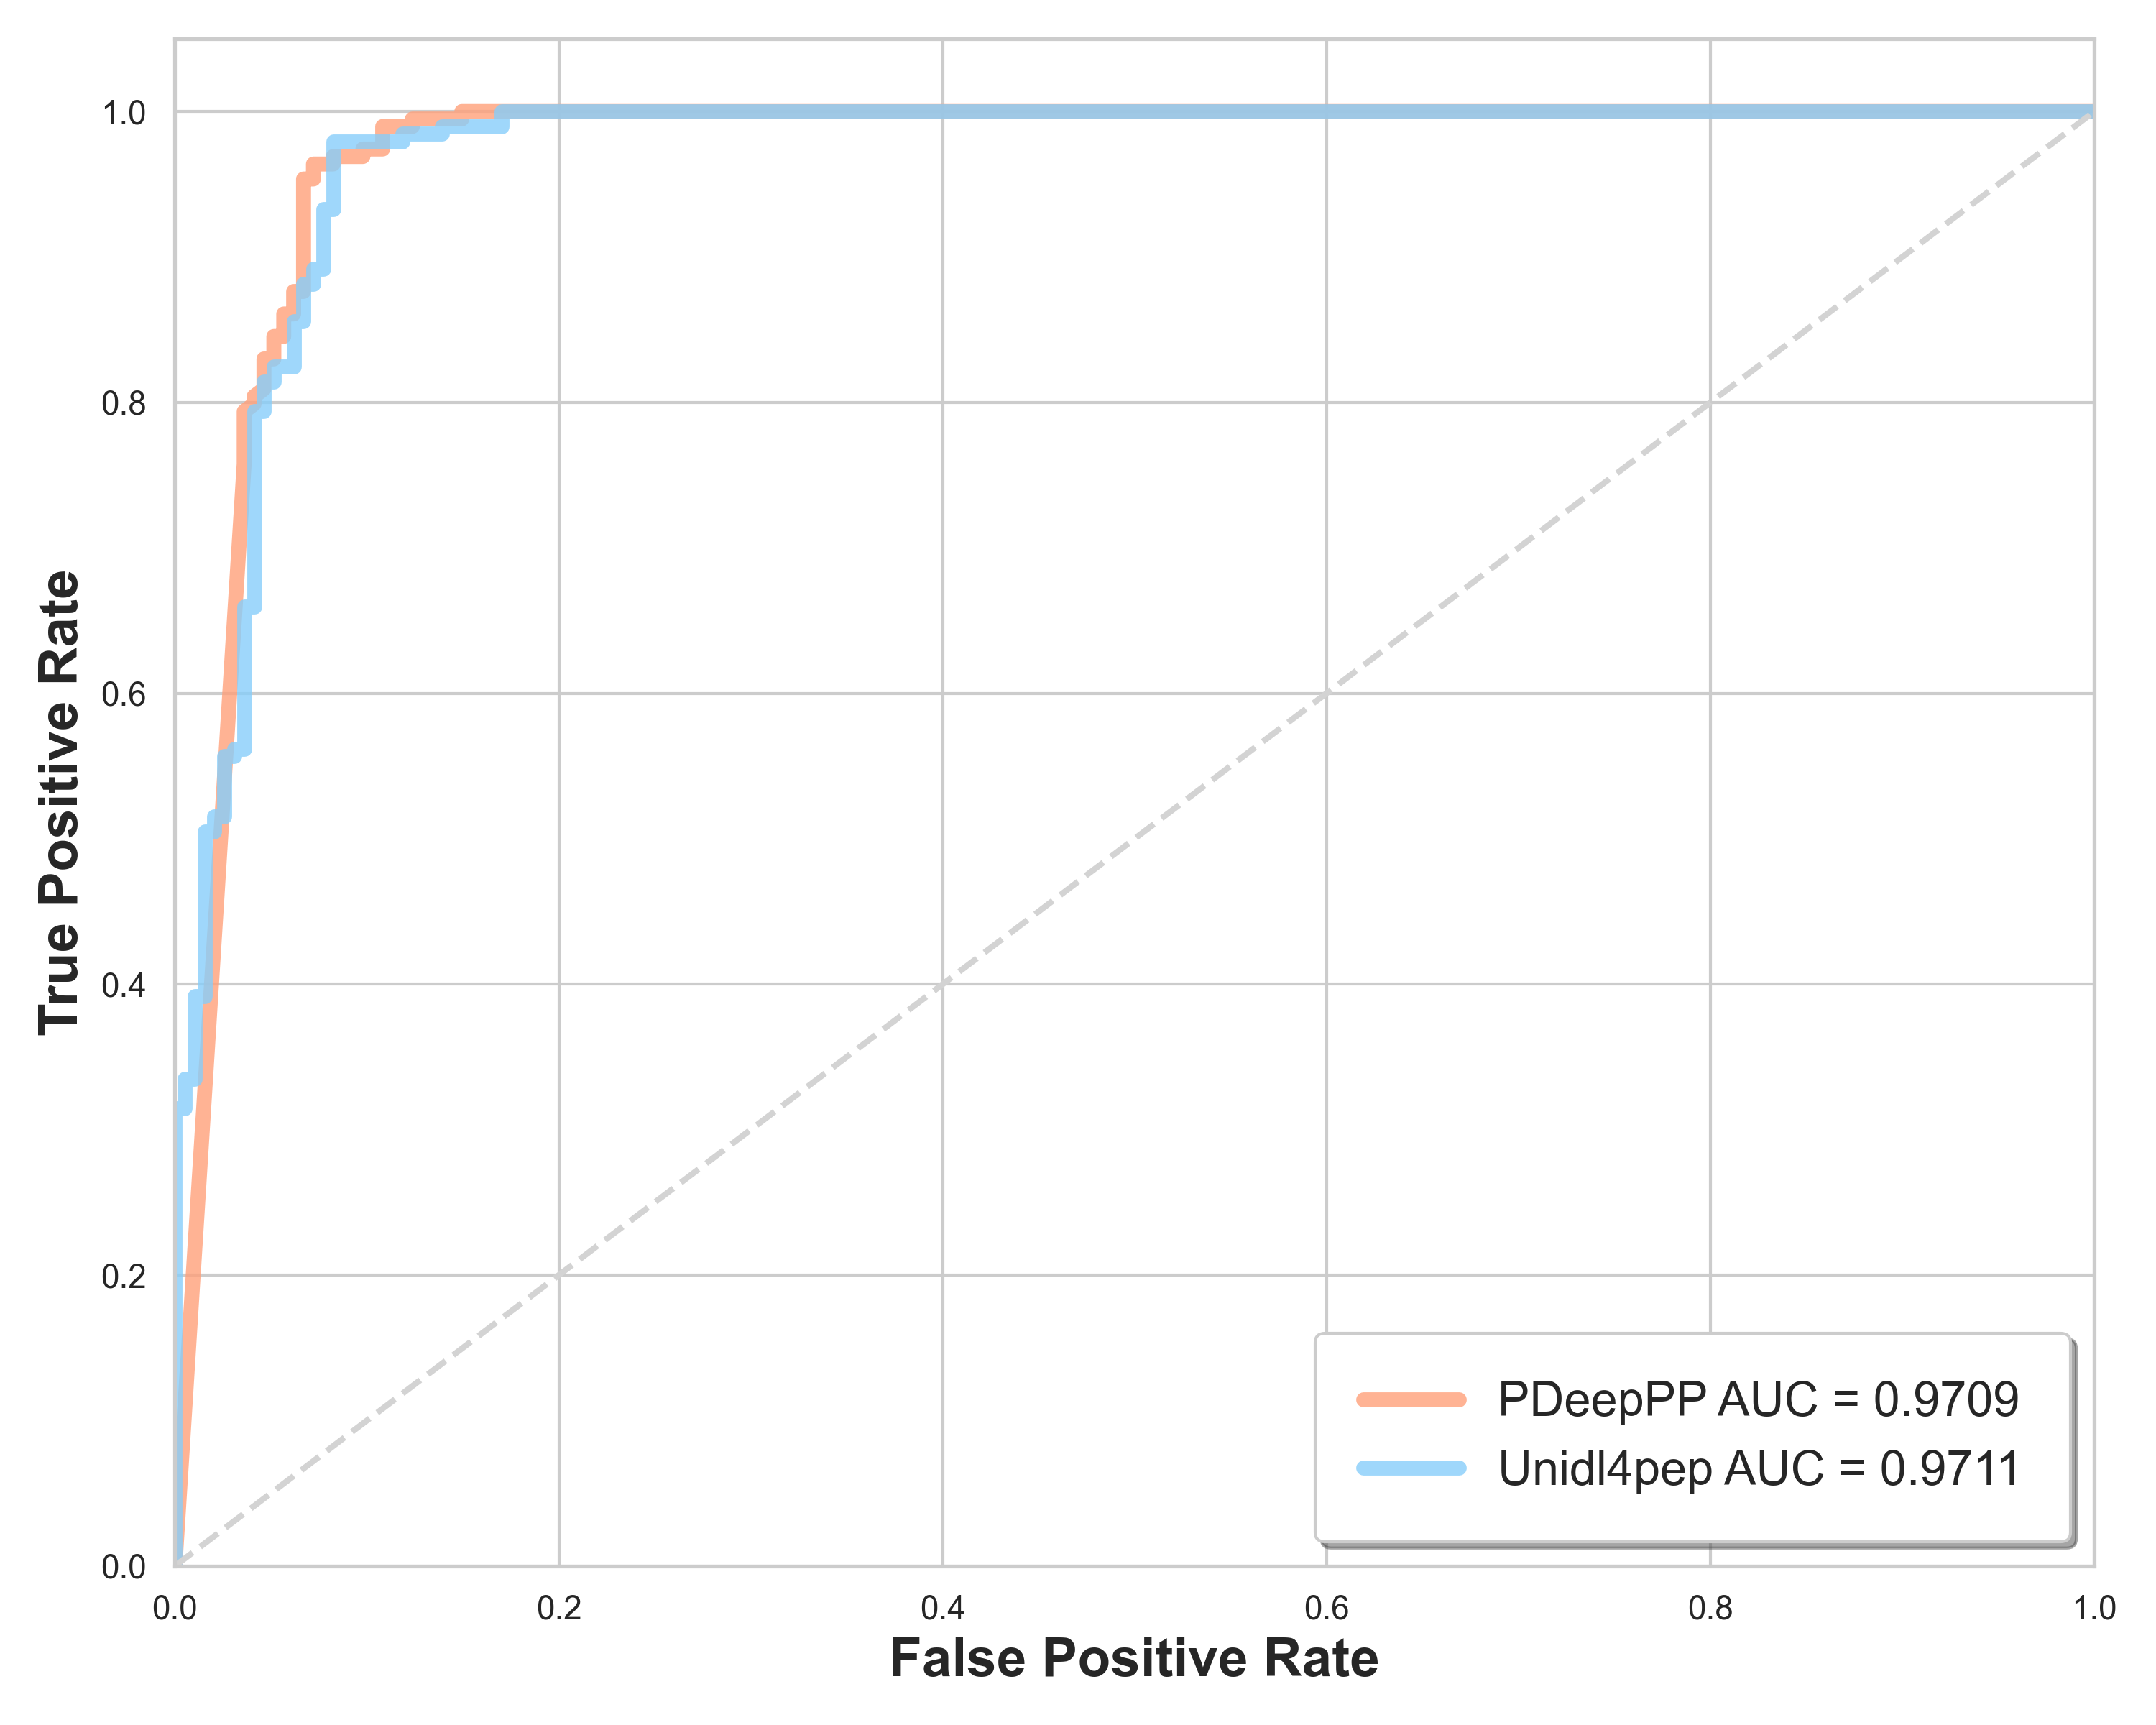 1.0
0.8
0.6
0.4
0.2
0.0
True Positive Rate
PDeepPP AUC = 0.9709
Unidl4pep AUC = 0.9711
0.0 0.2 0.4 0.6 0.8 1.0
False Positive Rate